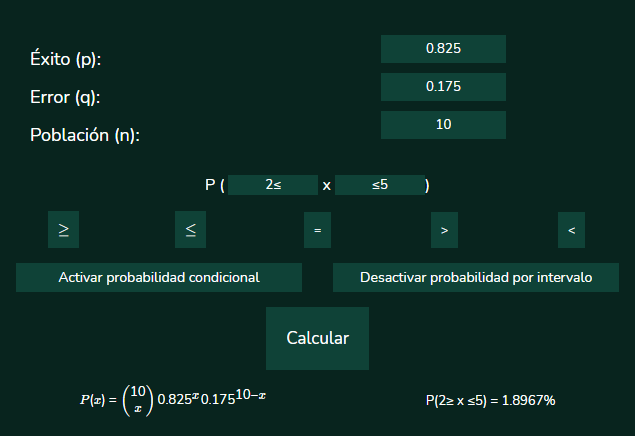 Éxito (p): 0.825
Error (q): 0.175
Población (n): 10
P ( 2≤ x ≤5 )
≥ ≤ = > <
Activar probabilidad condicional Desactivar probabilidad por intervalo
Calcular
P(x) = (10 x) 0.825^x 0.175^{10−x} P(2≥ x ≤5) = 1.8967%